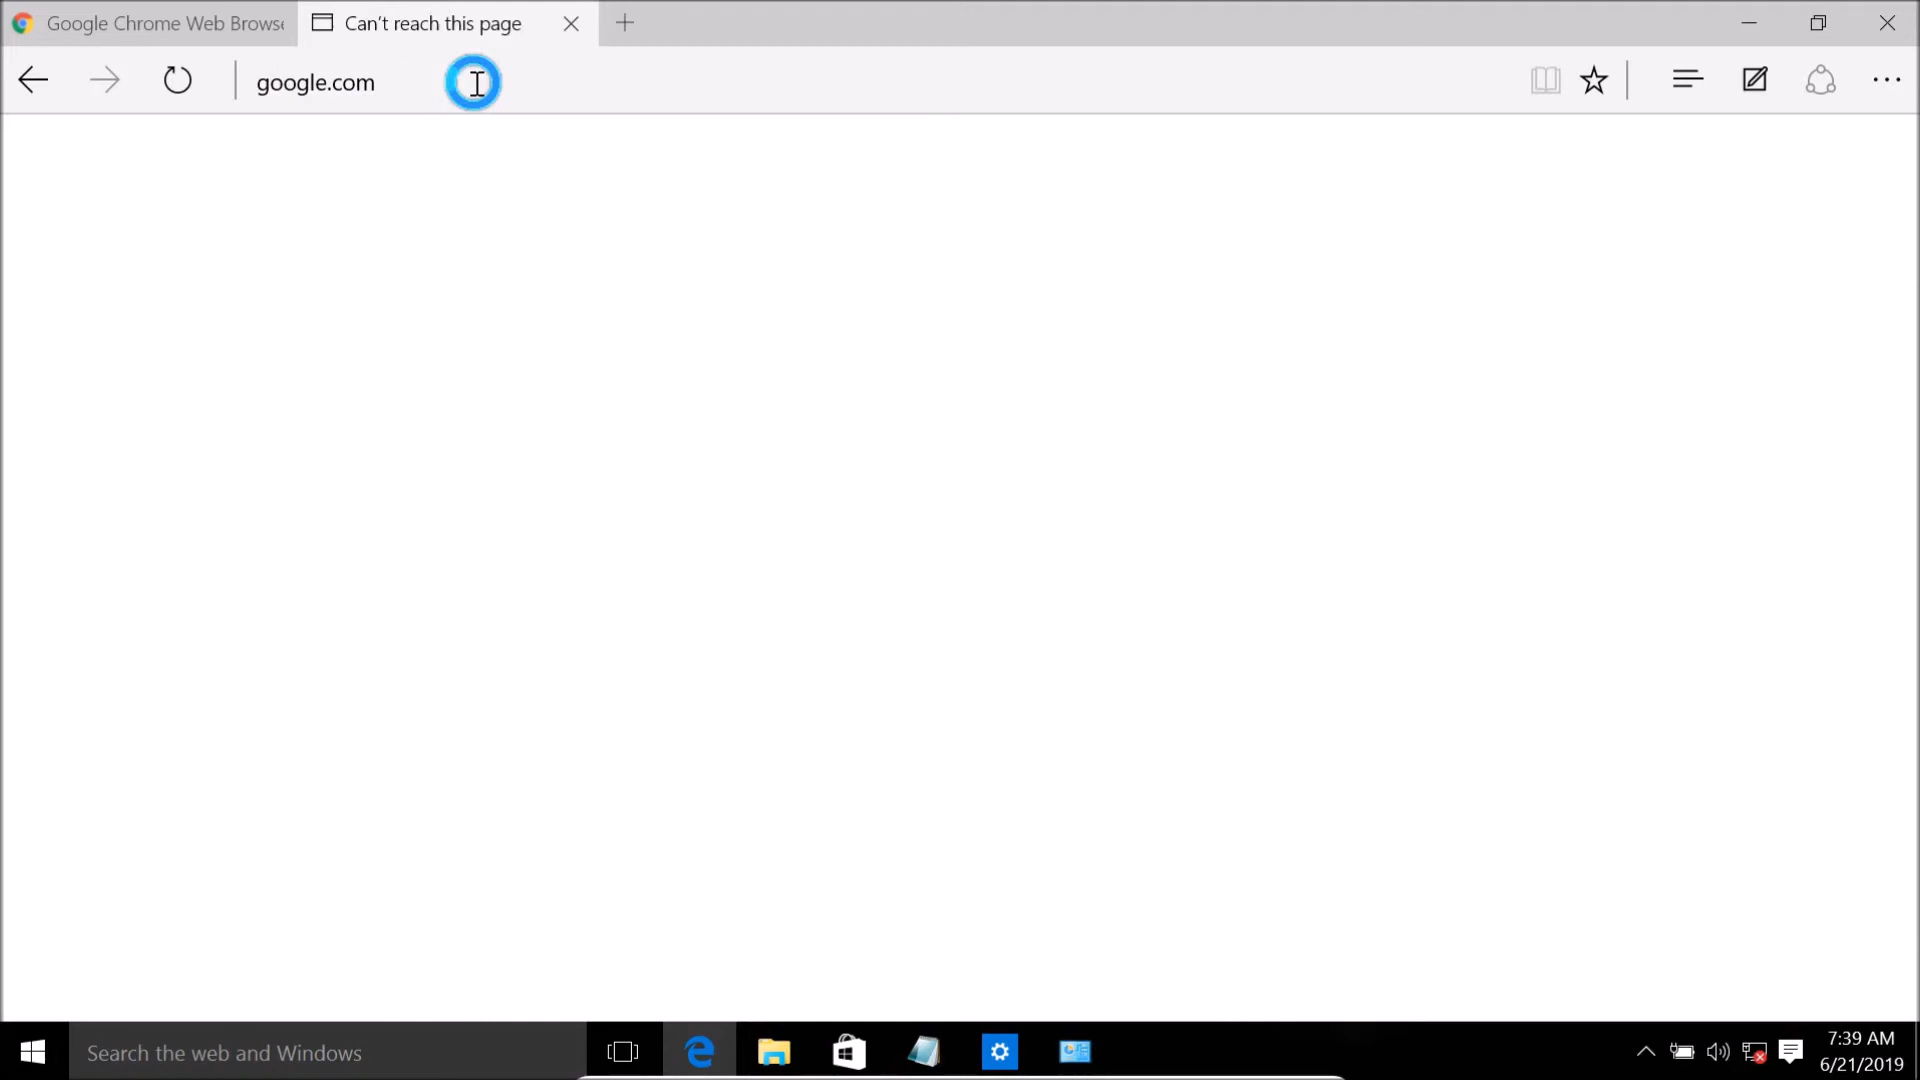 Google Chrome Web Browse
Can't reach this page
google.com
Search the web and Windows
7:39 AM
6/21/2019